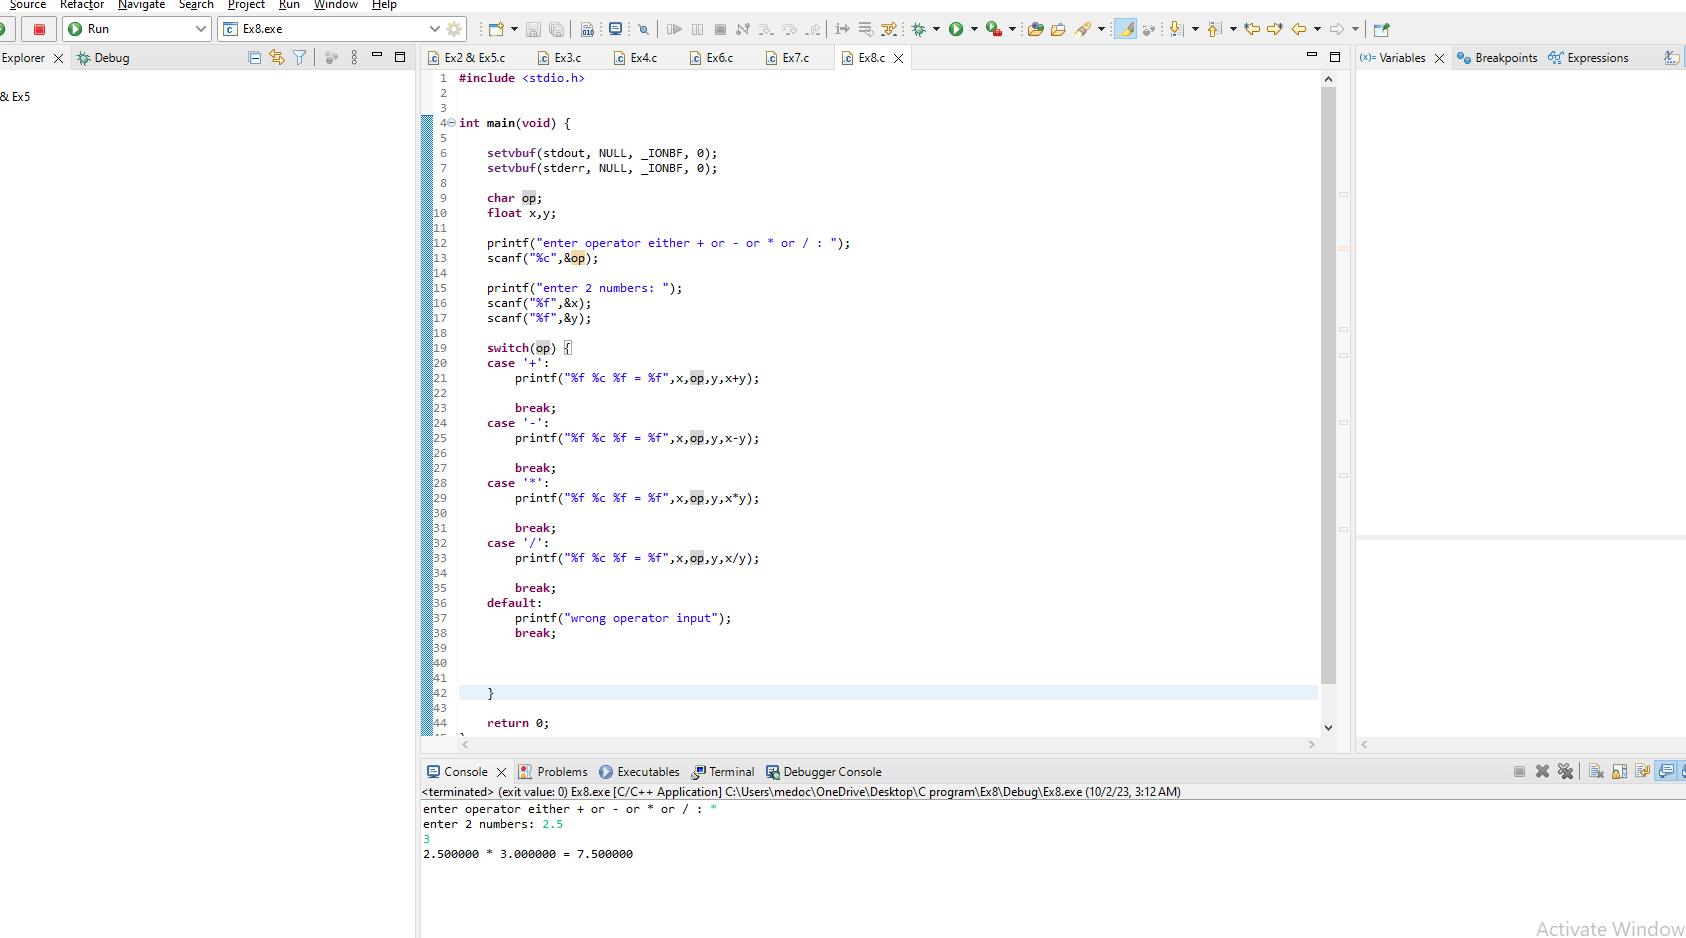 Source Refactor Navigate Search Project Run Window Help
Run Ex8.exe
Explorer Debug
& Ex5
Ex2 & Ex5.c Ex3.c Ex4.c Ex6.c Ex7.c Ex8.c
(x)= Variables Breakpoints Expressions
1 #include <stdio.h>
2
3
4 int main(void) {
5
6 setvbuf(stdout, NULL, _IONBF, 0);
7 setvbuf(stderr, NULL, _IONBF, 0);
8
9 char op;
10 float x,y;
11
12 printf("enter operator either + or - or * or / : ");
13 scanf("%c",&op);
14
15 printf("enter 2 numbers: ");
16 scanf("%f",&x);
17 scanf("%f",&y);
18
19 switch(op) {
20 case '+':
21 printf("%f %c %f = %f",x,op,y,x+y);
22
23 break;
24 case '-':
25 printf("%f %c %f = %f",x,op,y,x-y);
26
27 break;
28 case '*':
29 printf("%f %c %f = %f",x,op,y,x*y);
30
31 break;
32 case '/':
33 printf("%f %c %f = %f",x,op,y,x/y);
34
35 break;
36 default:
37 printf("wrong operator input");
38 break;
39
40
41
42 }
43
44 return 0;
Console Problems Executables Terminal Debugger Console
<terminated> (exit value: 0) Ex8.exe [C/C++ Application] C:\Users\medoc\OneDrive\Desktop\C program\Ex8\Debug\Ex8.exe (10/2/23, 3:12 AM)
enter operator either + or - or * or / : *
enter 2 numbers: 2.5
3
2.500000 * 3.000000 = 7.500000
Activate Window